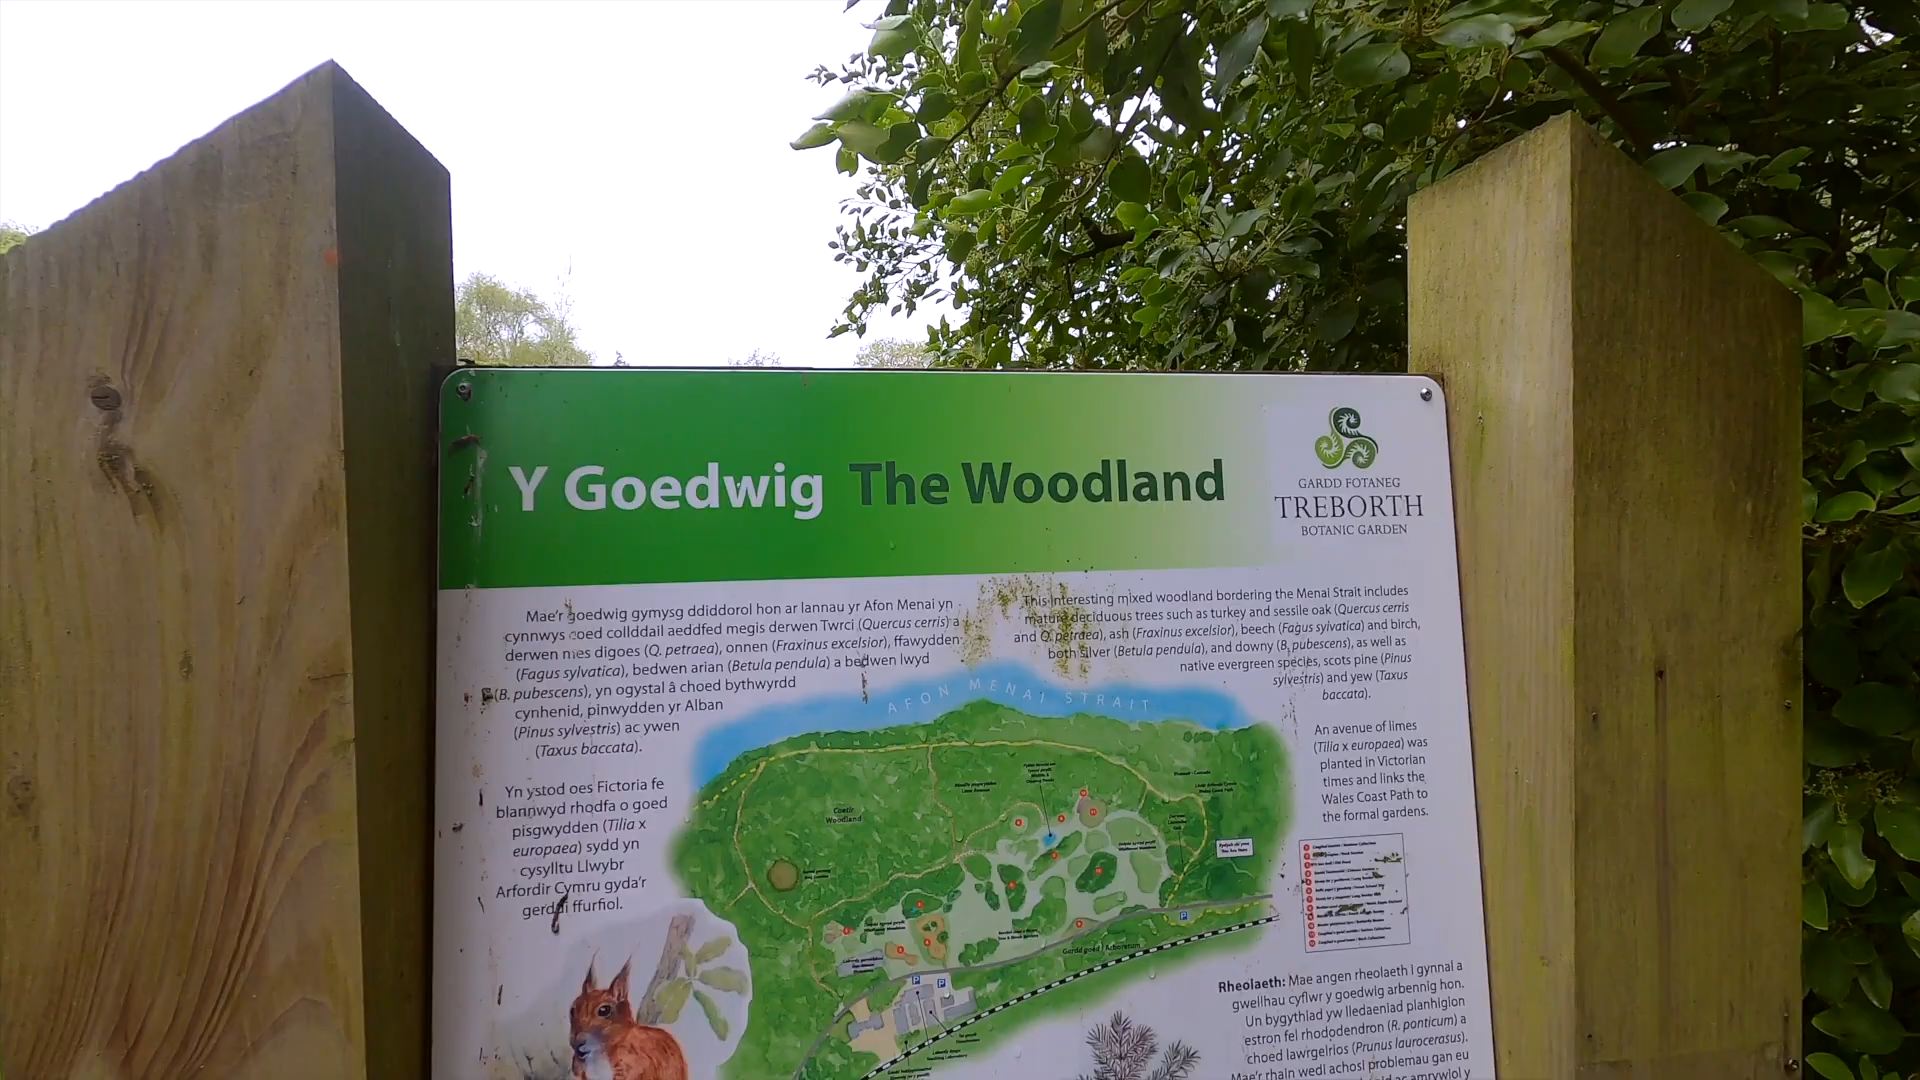 Y Goedwig The Woodland
GARDD FOTANEG
TREBORTH
BOTANIC GARDEN
Mae'r goedwig gymysg ddiddorol hon ar lannau yr Afon Menai yn
cynnwys coed collddail aeddfed megis derwen Twrci (Quercus cerris) a
derwen mes digoes (Q. petraea), onnen (Fraxinus excelsior), ffawydden
(Fagus sylvatica), bedwen arian (Betula pendula) a bedwen lwyd
(B. pubescens), yn ogystal â choed bythwyrdd
cynhenid, pinwydden yr Alban
(Pinus sylvestris) ac ywen
(Taxus baccata).
Yn ystod oes Fictoria fe
blannwyd rhodfa o goed
pisgwydden (Tilia x
europaea) sydd yn
cysylltu Llwybr
Arfordir Cymru gyda'r
gerddi ffurfiol.
This interesting mixed woodland bordering the Menai Strait includes
mature deciduous trees such as turkey and sessile oak (Quercus cerris
and Q. petraea), ash (Fraxinus excelsior), beech (Fagus sylvatica) and birch,
both silver (Betula pendula), and downy (B. pubescens), as well as
native evergreen species, scots pine (Pinus
sylvestris) and yew (Taxus
baccata).
An avenue of limes
(Tilia x europaea) was
planted in Victorian
times and links the
Wales Coast Path to
the formal gardens.
AFON MENAI STRAIT
Coetir
Woodland
P
Gardd goed / Arboretum
P
P
Rheolaeth: Mae angen rheolaeth i gynnal a
gwellhau cyflwr y goedwig arbennig hon.
Un bygythiad yw lledaeniad planhigion
estron fel rhododendron (R. ponticum) a
choed lawrgelrios (Prunus laurocerasus).
Mae'r rhain wedi achosi problemau gan eu